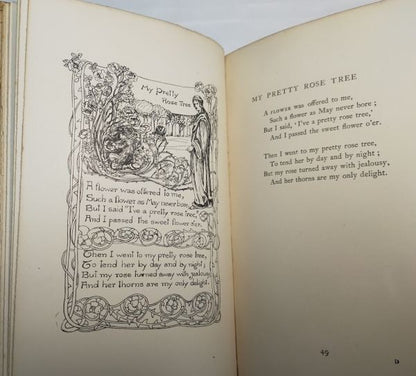 My Pretty
Rose Tree
A flower was offered to me,
Such a flower as May never bore,
But I said "I've a pretty rose tree,
And I passed the sweet flower o'er.
Then I went to my pretty rose tree,
To tend her by day and by night;
But my rose turned away with jealousy
And her thorns are my only delight.
MY PRETTY ROSE TREE
A FLOWER was offered to me,
Such a flower as May never bore;
But I said, 'I've a pretty rose tree,'
And I passed the sweet flower o'er.
Then I went to my pretty rose tree,
To tend her by day and by night;
But my rose turned away with jealousy,
And her thorns are my only delight.
49
D